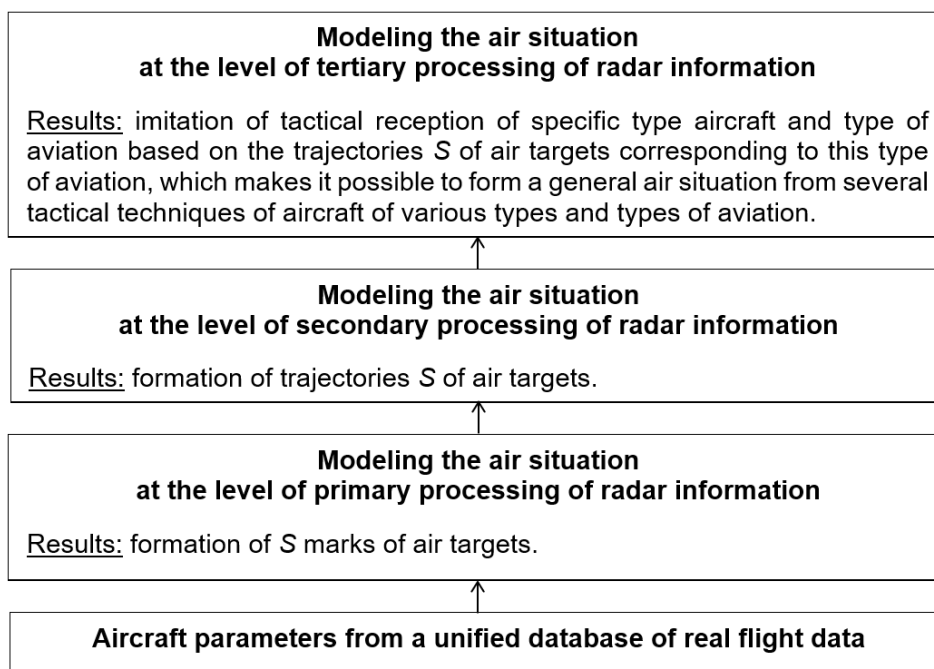 Modeling the air situation
at the level of tertiary processing of radar information
Results: imitation of tactical reception of specific type aircraft and type of
aviation based on the trajectories S of air targets corresponding to this type
of aviation, which makes it possible to form a general air situation from several
tactical techniques of aircraft of various types and types of aviation.
Modeling the air situation
at the level of secondary processing of radar information
Results: formation of trajectories S of air targets.
Modeling the air situation
at the level of primary processing of radar information
Results: formation of S marks of air targets.
Aircraft parameters from a unified database of real flight data